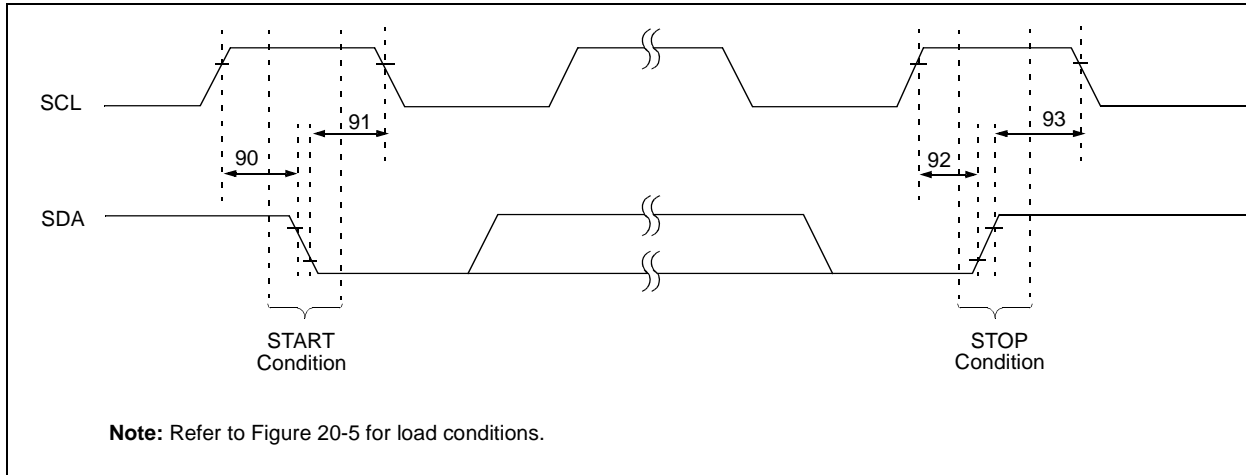 SCL
91
93
90
92
SDA
START
Condition
STOP
Condition
Note: Refer to Figure 20-5 for load conditions.